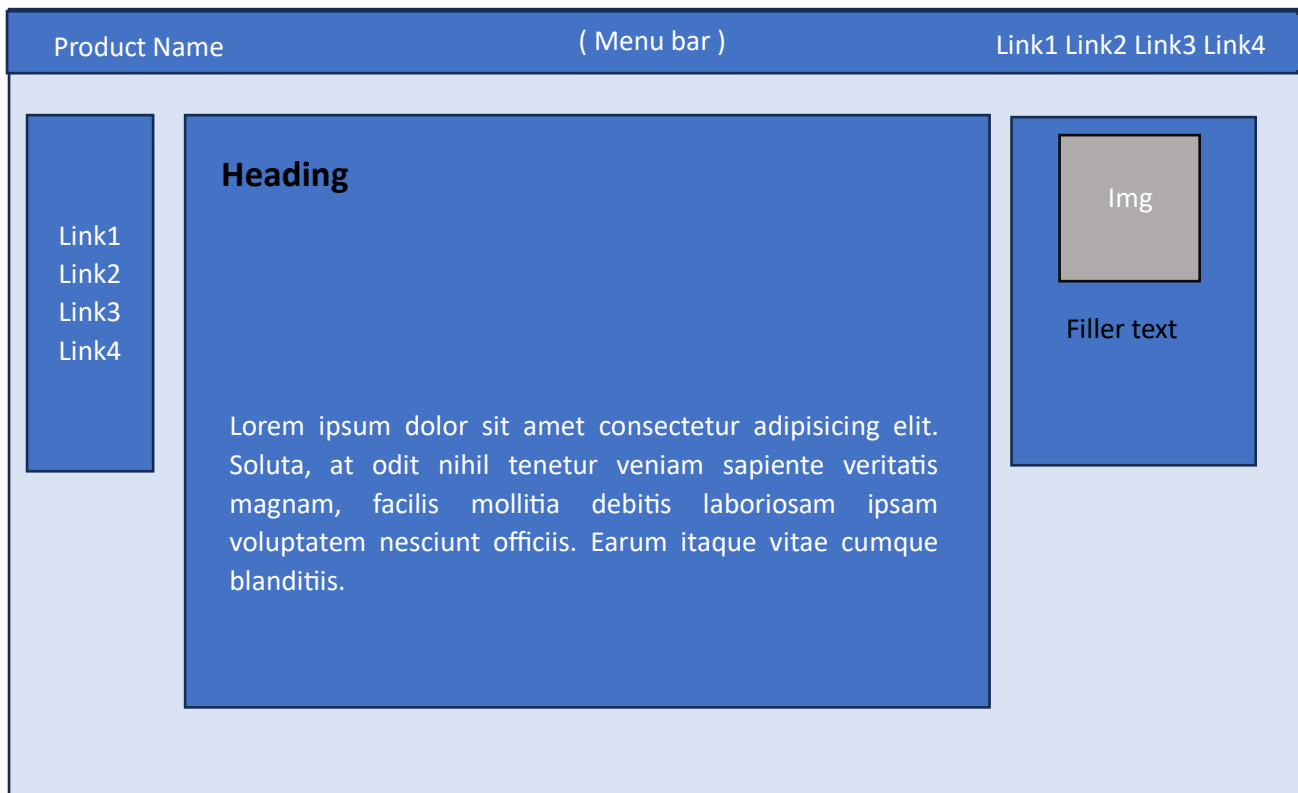 Product Name
( Menu bar )
Link1 Link2 Link3 Link4
Link1
Link2
Link3
Link4
Heading
Lorem ipsum dolor sit amet consectetur adipisicing elit.
Soluta, at odit nihil tenetur veniam sapiente veritatis
magnam, facilis mollitia debitis laboriosam ipsam
voluptatem nesciunt officiis. Earum itaque vitae cumque
blanditiis.
Img
Filler text